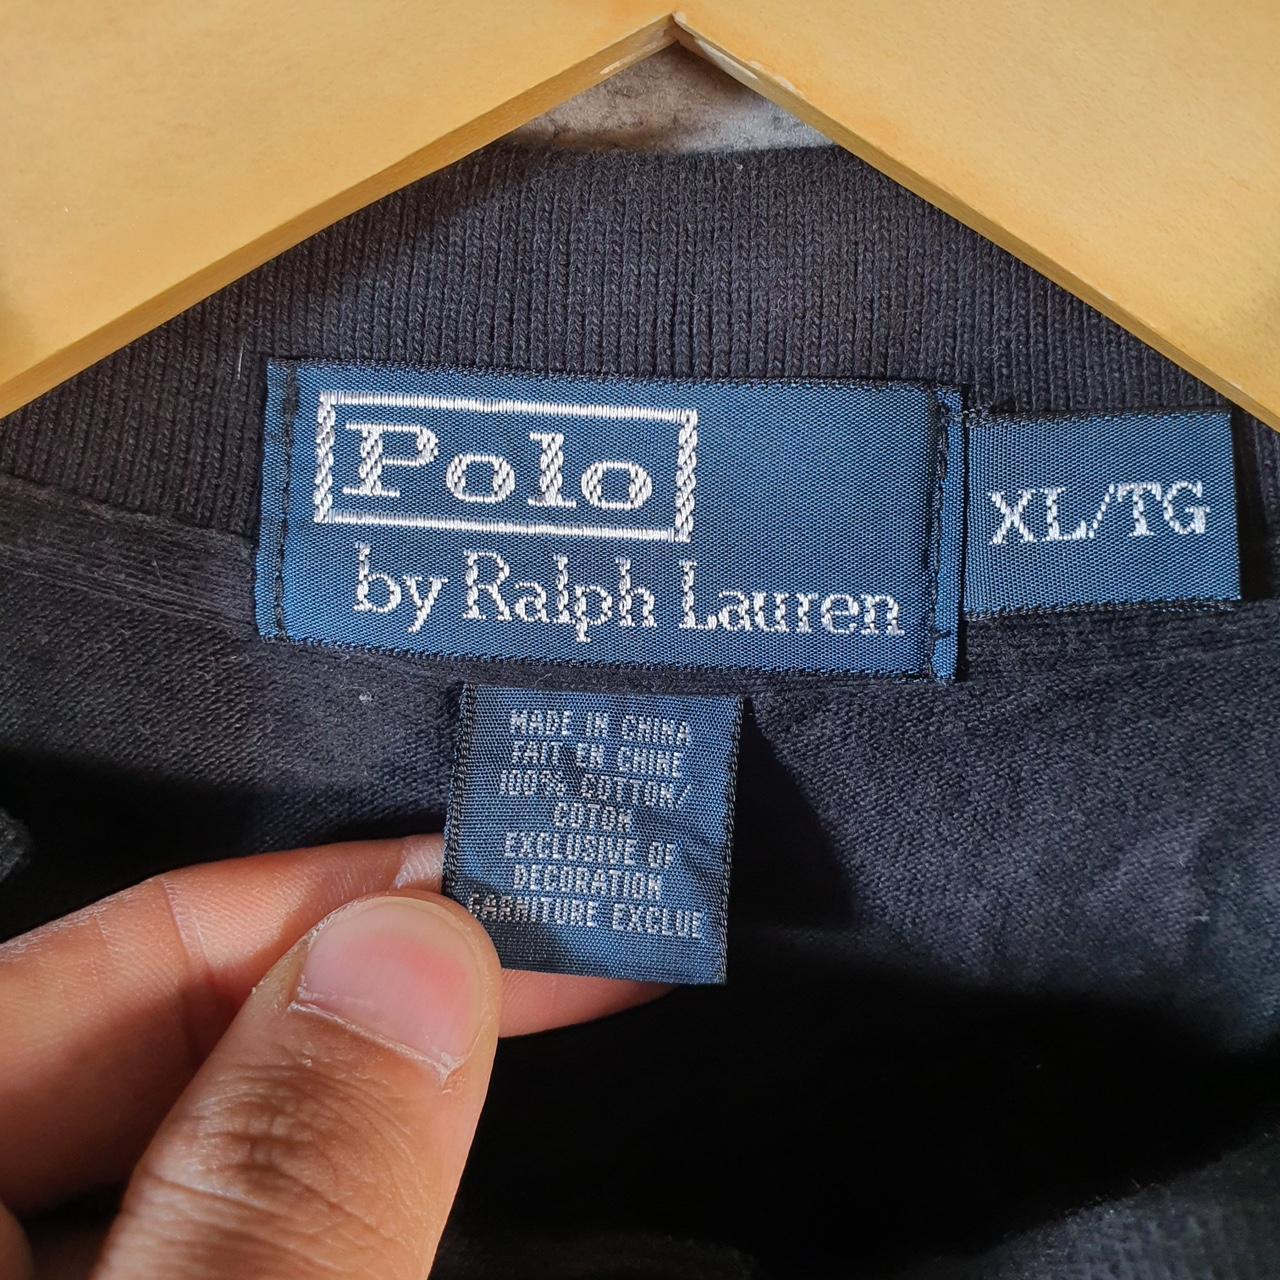 Polo
by Ralph Lauren
XL/TG
MADE IN CHINA
FAIT EN CHINE
100% COTTON/
COTON
EXCLUSIVE OF
DECORATION
GARNITURE EXCLUE